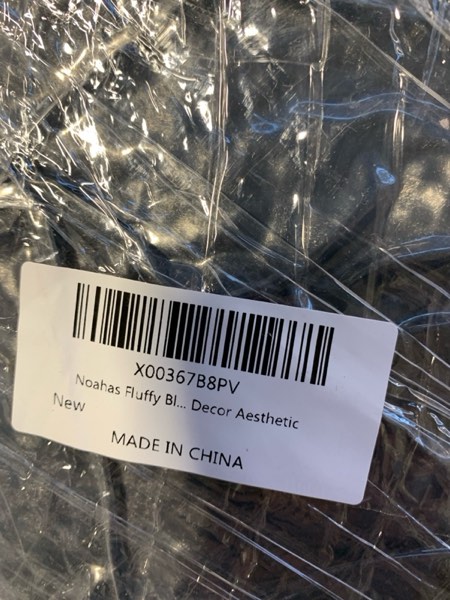 X00367B8PV
Noahas Fluffy Bl... Decor Aesthetic
New
MADE IN CHINA